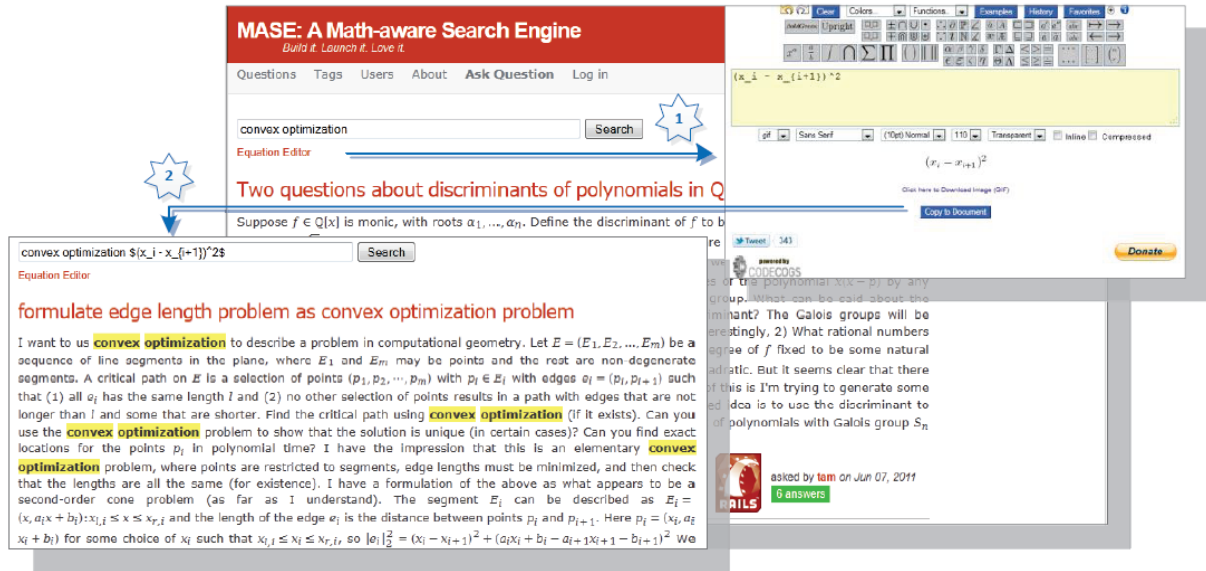 MASE: A Math-aware Search Engine
Build it. Launch it. Love it.
Questions Tags Users About Ask Question Log in
convex optimization Search
Equation Editor
1
2
Two questions about discriminants of polynomials in Q
Suppose f ∈ Q[x] is monic, with roots α₁, ..., αₙ. Define the discriminant of f to b
Clear Colors... Functions.. Examples History Favorites
Upright
(x_i - x_{i+1})^2
gif Sans Serif (10pt) Normal 110 Transparent Inline Compressed
(xᵢ − xᵢ₊₁)²
Click here to Download Image (GIF)
Copy to Document
Tweet 343
powered by
CODECOGS
Donate
re
we
es of the polynomial x(x − p) by any
group. What can be said about the
minant? The Galois groups will be
erestingly, 2) What rational numbers
egree of f fixed to be some natural
adratic. But it seems clear that there
of this is I'm trying to generate some
ed idea is to use the discriminant to
of polynomials with Galois group Sₙ
RAILS
asked by tam on Jun 07, 2011
6 answers
convex optimization $(x_i - x_{i+1})^2$ Search
Equation Editor
formulate edge length problem as convex optimization problem
I want to us convex optimization to describe a problem in computational geometry. Let E = (E₁, E₂, ..., Eₘ) be a
sequence of line segments in the plane, where E₁ and Eₘ may be points and the rest are non-degenerate
segments. A critical path on E is a selection of points (p₁, p₂, ⋯, pₘ) with pᵢ ∈ Eᵢ with edges eᵢ = (pᵢ, pᵢ₊₁) such
that (1) all eᵢ has the same length l and (2) no other selection of points results in a path with edges that are not
longer than l and some that are shorter. Find the critical path using convex optimization (if it exists). Can you
use the convex optimization problem to show that the solution is unique (in certain cases)? Can you find exact
locations for the points pᵢ in polynomial time? I have the impression that this is an elementary convex
optimization problem, where points are restricted to segments, edge lengths must be minimized, and then check
that the lengths are all the same (for existence). I have a formulation of the above as what appears to be a
second-order cone problem (as far as I understand). The segment Eᵢ can be described as Eᵢ =
(x, aᵢx + bᵢ): x_{l,i} ≤ x ≤ x_{r,i} and the length of the edge eᵢ is the distance between points pᵢ and pᵢ₊₁. Here pᵢ = (xᵢ, aᵢ
xᵢ + bᵢ) for some choice of xᵢ such that x_{l,i} ≤ xᵢ ≤ x_{r,i}, so |eᵢ|₂² = (xᵢ − xᵢ₊₁)² + (aᵢxᵢ + bᵢ − aᵢ₊₁xᵢ₊₁ − bᵢ₊₁)² We